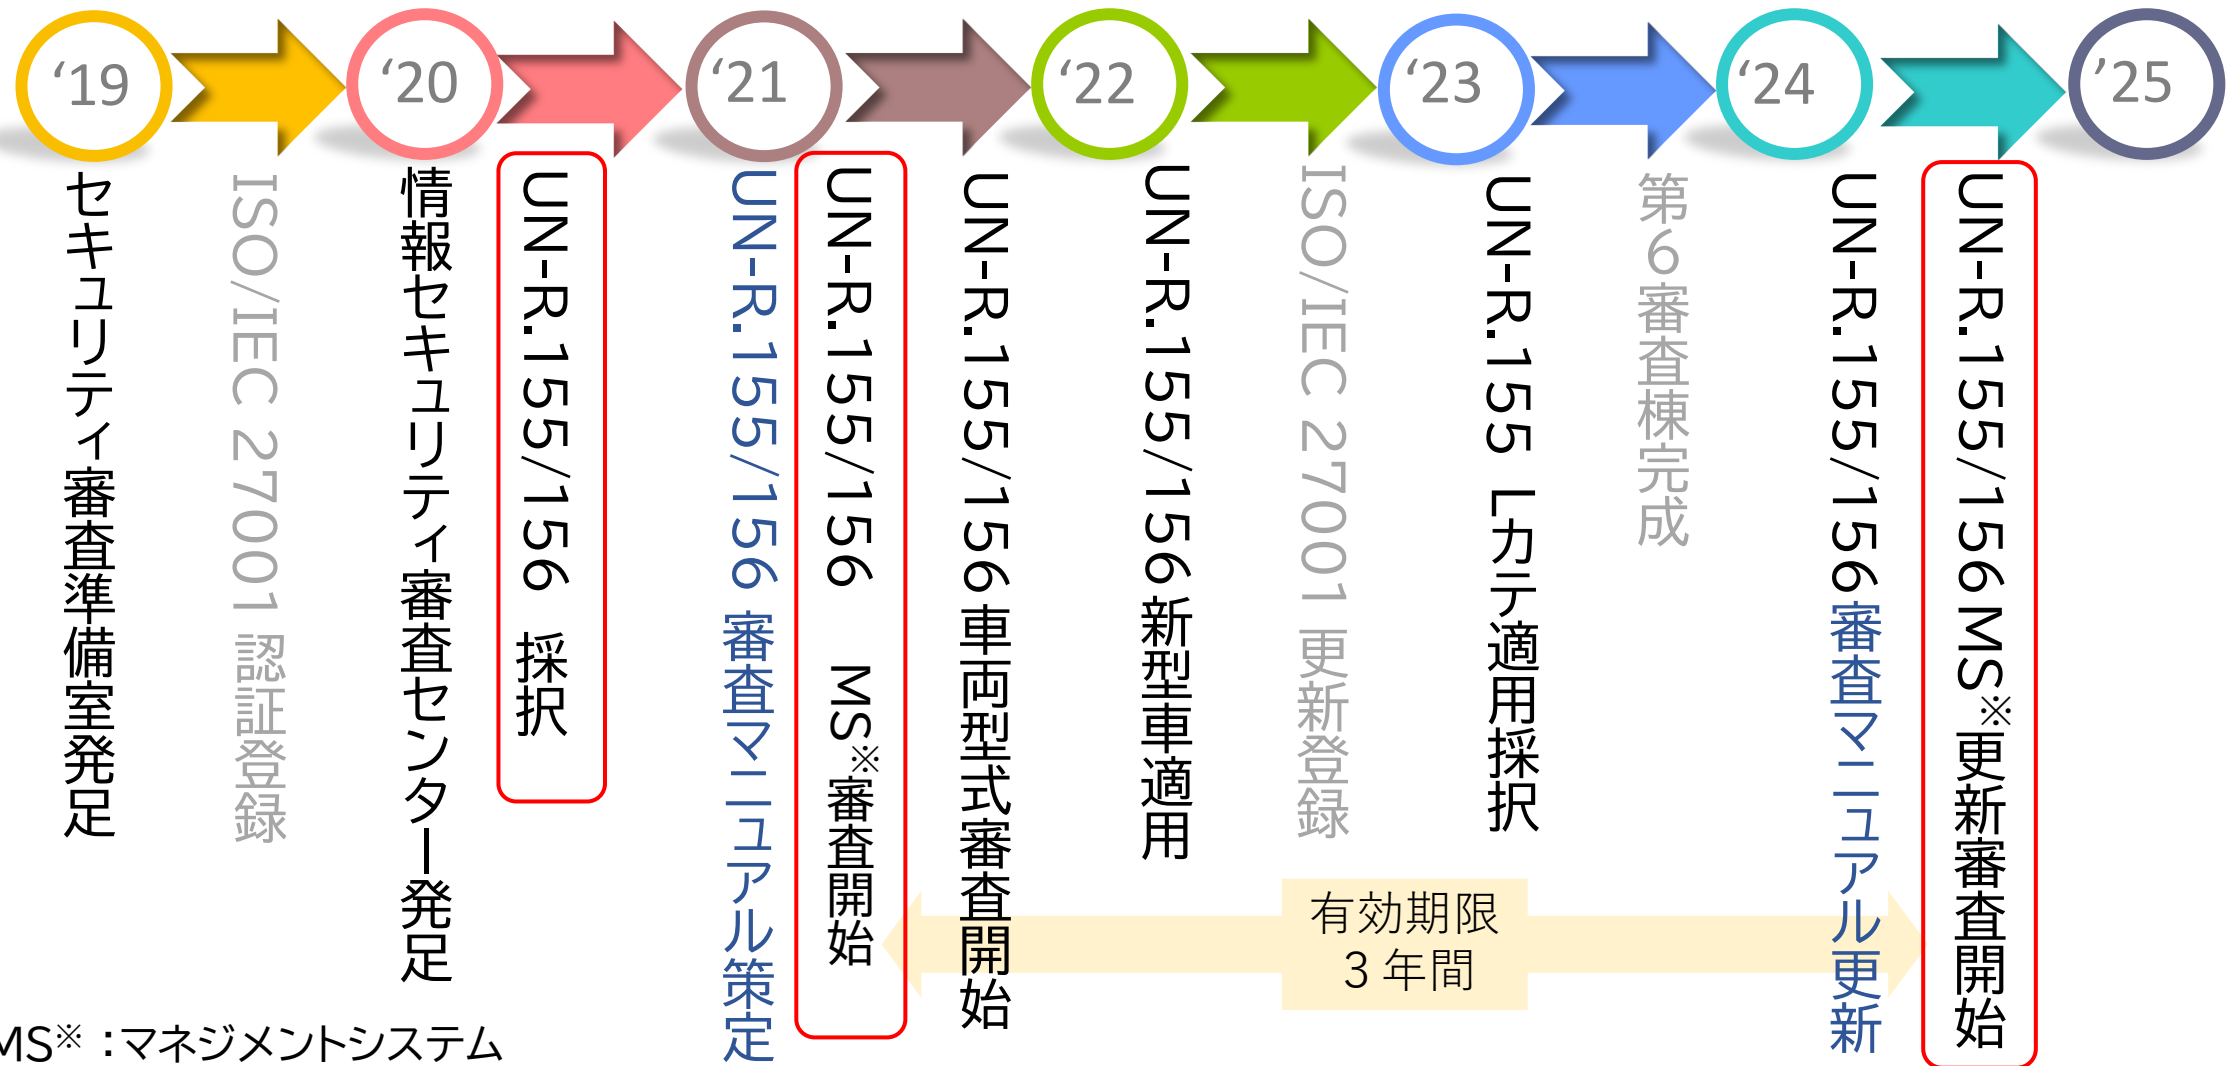 ‘19
‘20
‘21
‘22
‘23
‘24
’25
セキュリティ審査準備室発足
ISO/IEC 27001 認証登録
情報セキュリティ審査センター発足
UN-R.155/156 採択
UN-R.155/156 審査マニュアル策定
UN-R.155/156 MS※審査開始
UN-R.155/156 車両型式審査開始
UN-R.155/156 新型車適用
ISO/IEC 27001 更新登録
UN-R.155 Lカテ適用採択
第6審査棟完成
UN-R.155/156 審査マニュアル更新
UN-R.155/156 MS※更新審査開始
有効期限
3年間
MS※：マネジメントシステム